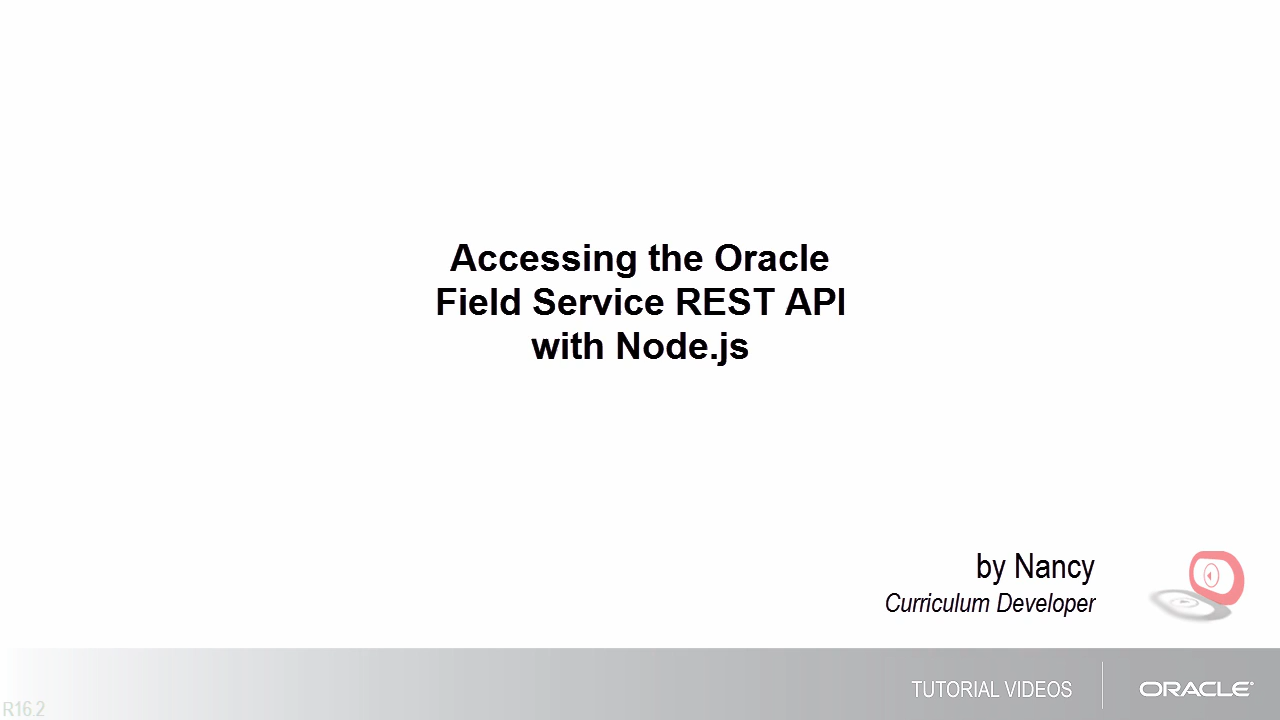 Accessing the Oracle
Field Service REST API
with Node.js
by Nancy
Curriculum Developer
TUTORIAL VIDEOS
ORACLE®
R16.2